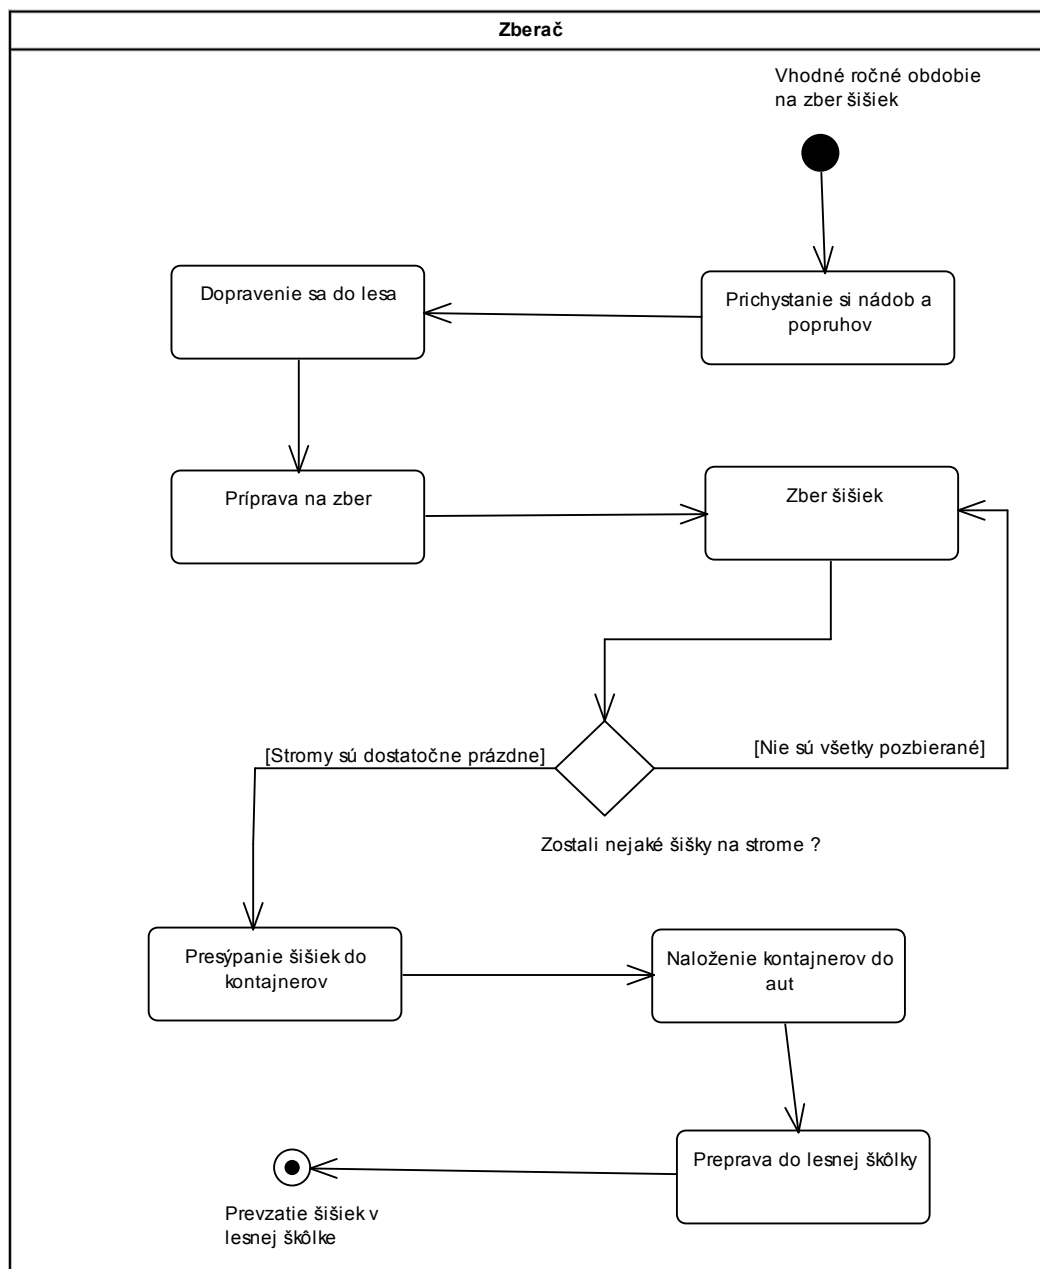 Zberač
Vhodné ročné obdobie
na zber šišiek
Prichystanie si nádob a
popruhov
Dopravenie sa do lesa
Príprava na zber
Zber šišiek
[Stromy sú dostatočne prázdne]
[Nie sú všetky pozbierané]
Zostali nejaké šišky na strome ?
Presýpanie šišiek do
kontajnerov
Naloženie kontajnerov do
aut
Preprava do lesnej škôlky
Prevzatie šišiek v
lesnej škôlke